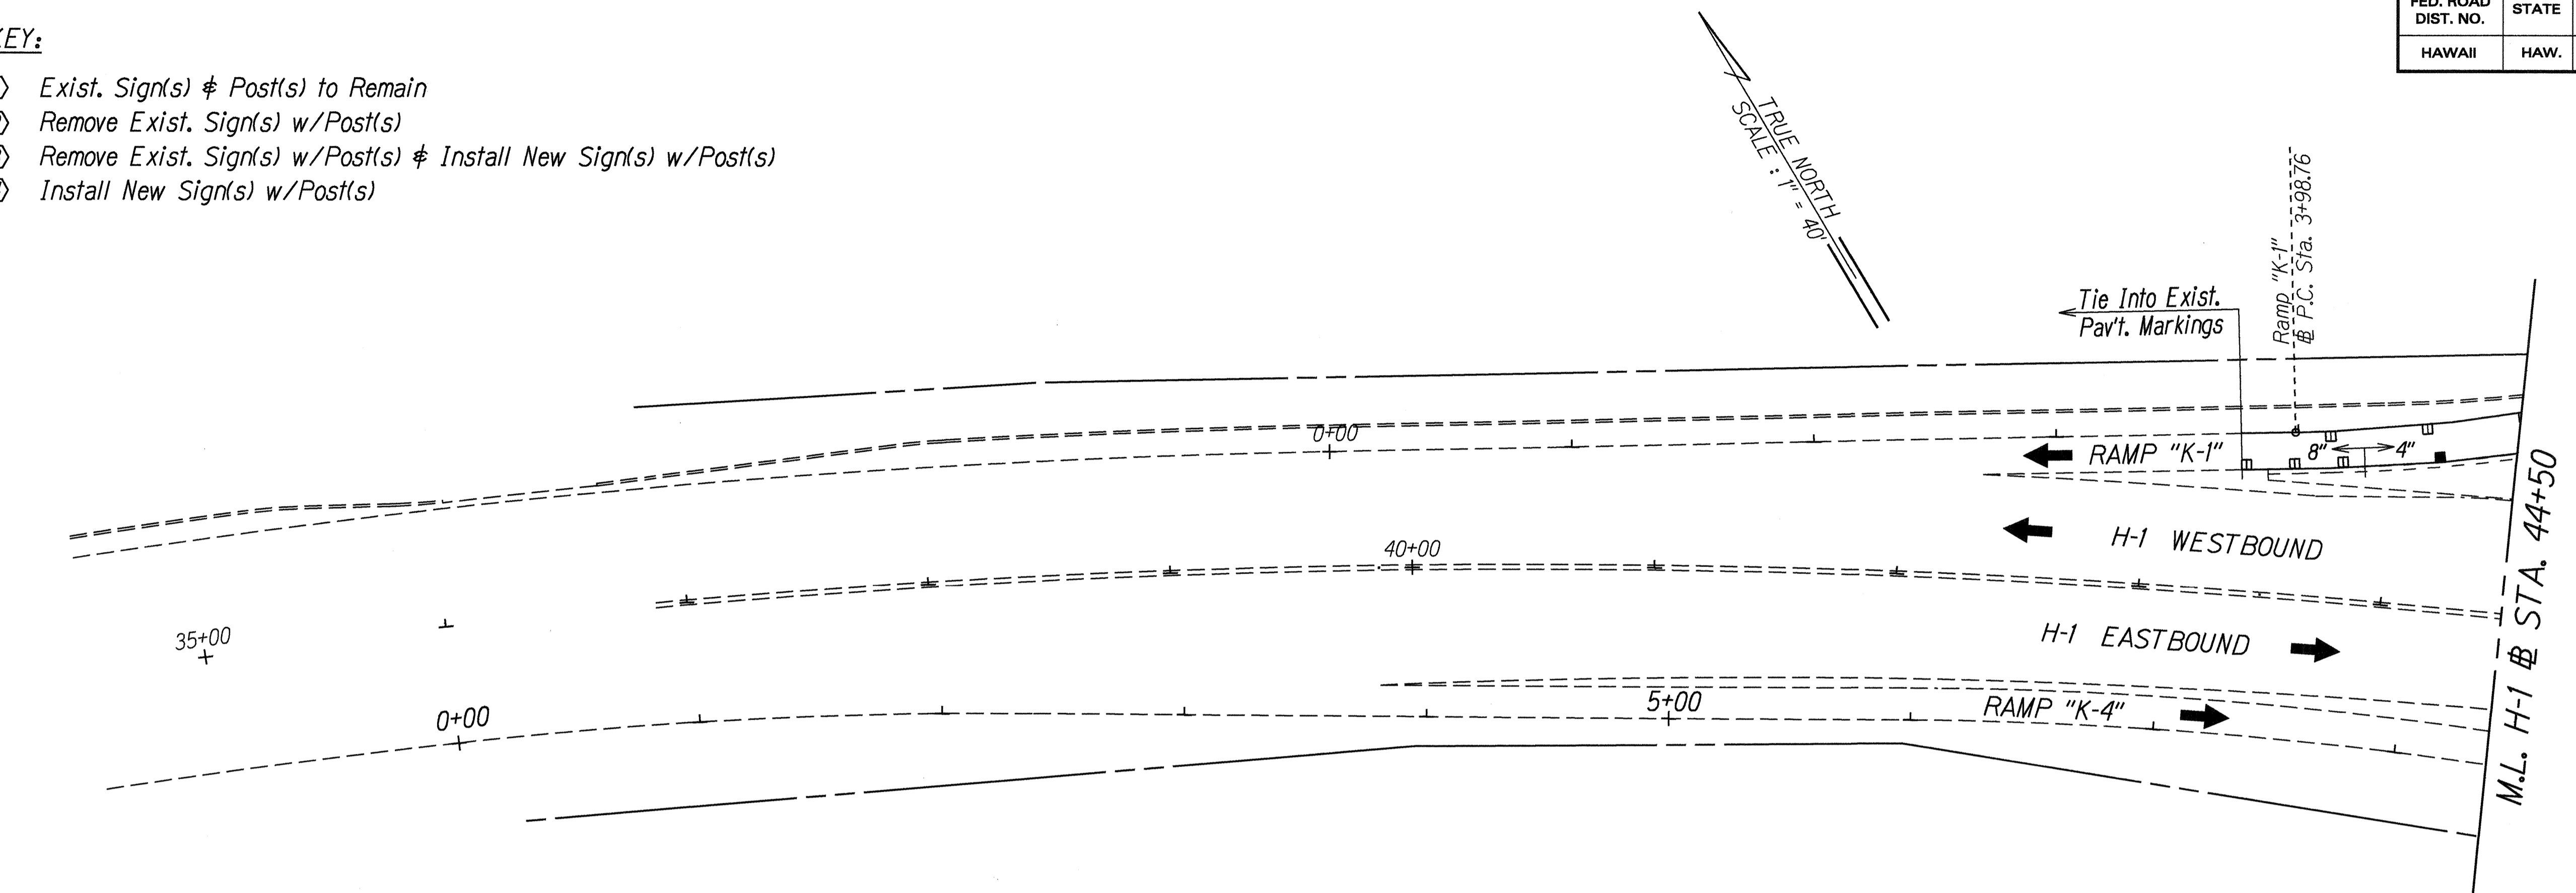 KEY:
Exist. Sign(s) & Post(s) to Remain
Remove Exist. Sign(s) w/Post(s)
Remove Exist. Sign(s) w/Post(s) & Install New Sign(s) w/Post(s)
Install New Sign(s) w/Post(s)
TRUE NORTH
SCALE : 1" = 40'
FED. ROAD
DIST. NO.
STATE
HAWAII
HAW.
Ramp "K-1"
℄ P.C. Sta. 3+98.76
Tie Into Exist.
Pav't. Markings
0+00
RAMP "K-1"
8"
4"
H-1 WESTBOUND
40+00
35+00
H-1 EASTBOUND
0+00
5+00
RAMP "K-4"
M.L. H-1 ℄ STA. 44+50